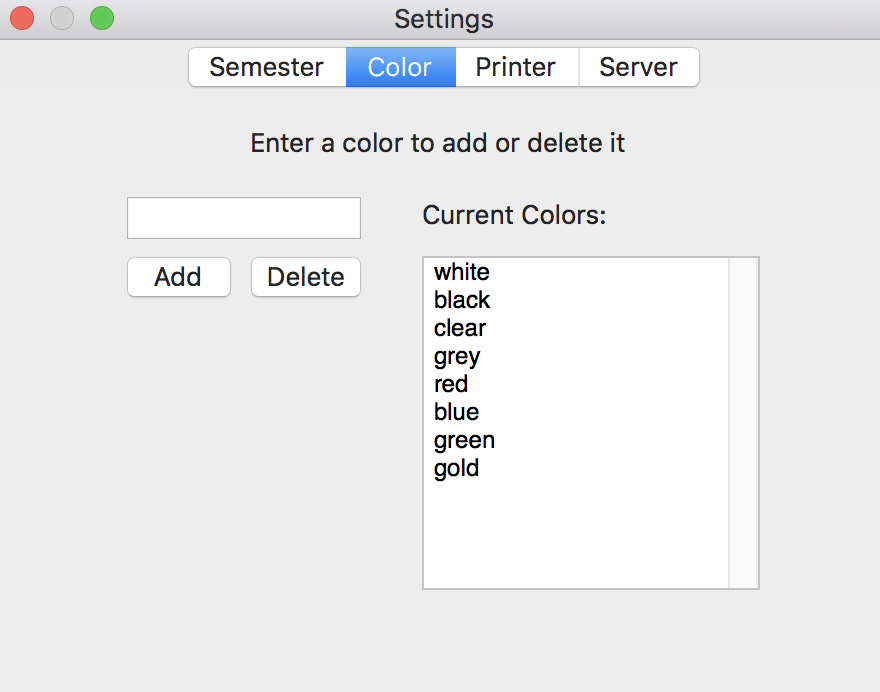 Settings
Semester Color Printer Server
Enter a color to add or delete it
Current Colors:
Add Delete
white
black
clear
grey
red
blue
green
gold